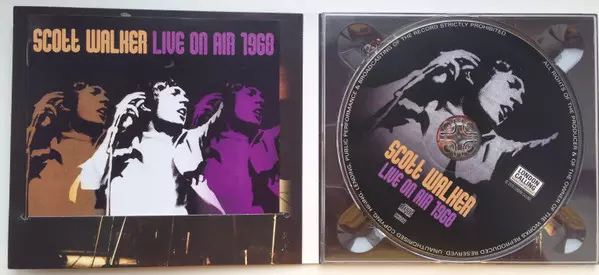 SCOTT WALKER LIVE ON AIR 1968
ALL RIGHTS OF THE PRODUCER & OF THE OWNER OF THE WORKS REPRODUCED RESERVED. UNAUTHORISED COPYING, HIRING, LENDING, PUBLIC PERFORMANCE & BROADCASTING OF THE RECORD STRICTLY PROHIBITED
SCOTT WALKER
LIVE ON AIR 1968
LONDON
CALLING